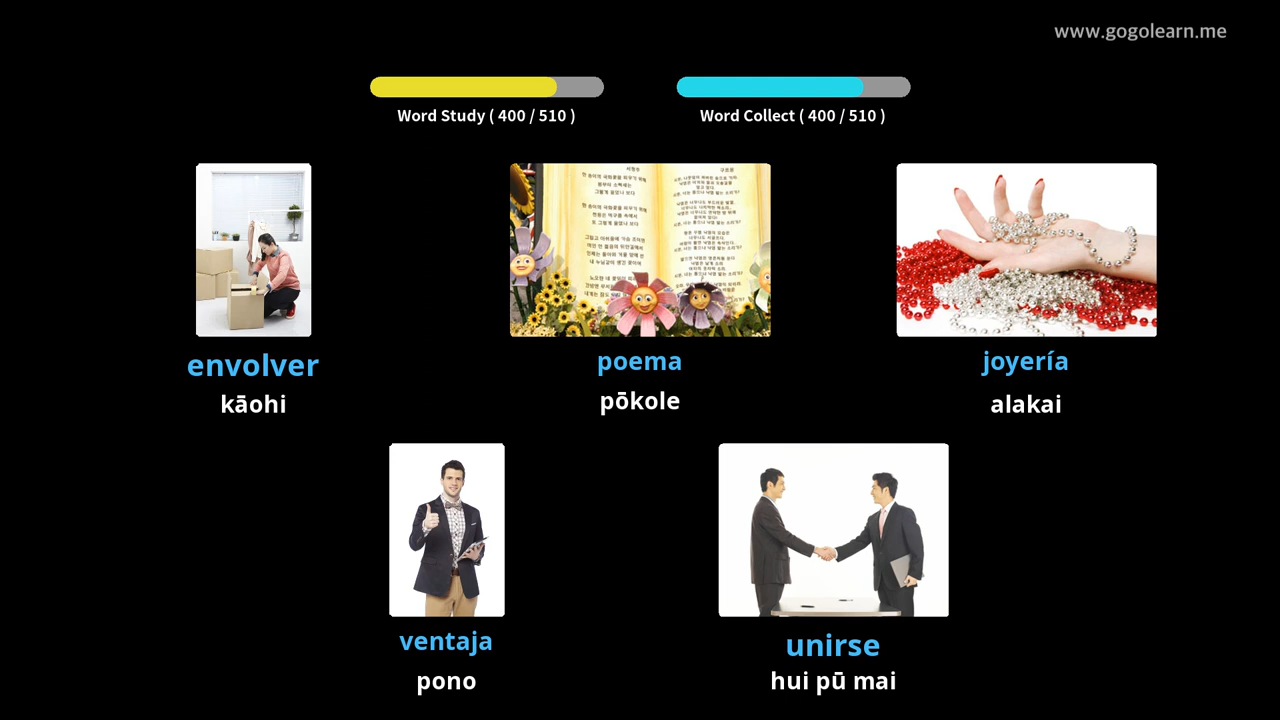 www.gogolearn.me
Word Study ( 400 / 510 )
Word Collect ( 400 / 510 )
envolver
kāohi
poema
pōkole
joyería
alakai
ventaja
pono
unirse
hui pū mai